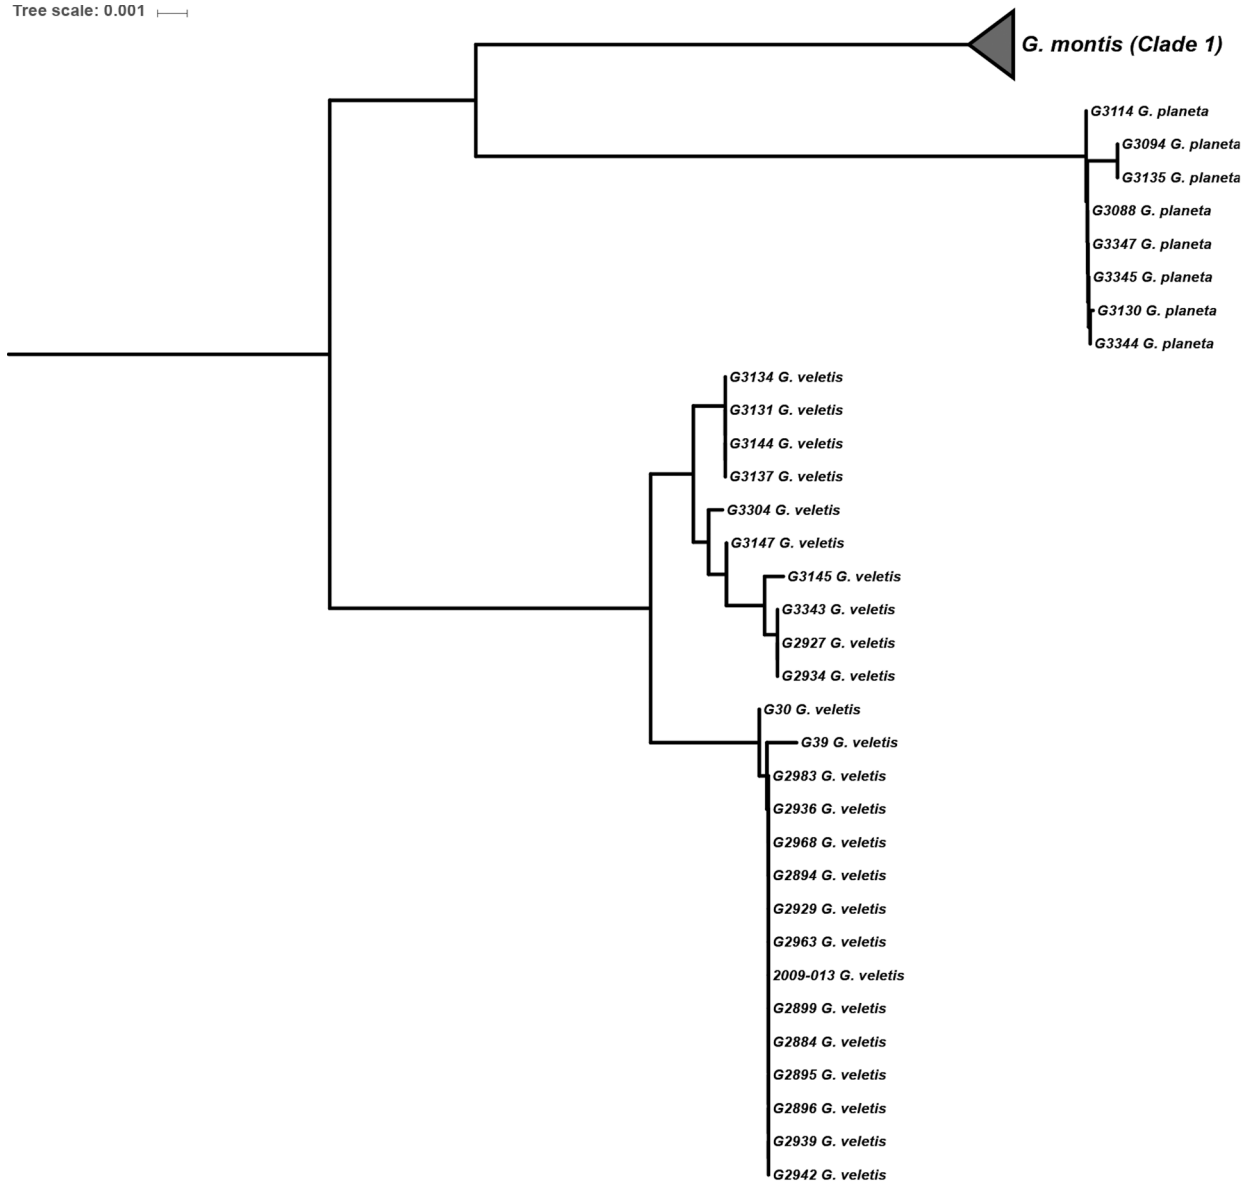 Tree scale: 0.001
G. montis (Clade 1)
G3114 G. planeta
G3094 G. planeta
G3135 G. planeta
G3088 G. planeta
G3347 G. planeta
G3345 G. planeta
G3130 G. planeta
G3344 G. planeta
G3134 G. veletis
G3131 G. veletis
G3144 G. veletis
G3137 G. veletis
G3304 G. veletis
G3147 G. veletis
G3145 G. veletis
G3343 G. veletis
G2927 G. veletis
G2934 G. veletis
G30 G. veletis
G39 G. veletis
G2983 G. veletis
G2936 G. veletis
G2968 G. veletis
G2894 G. veletis
G2929 G. veletis
G2963 G. veletis
2009-013 G. veletis
G2899 G. veletis
G2884 G. veletis
G2895 G. veletis
G2896 G. veletis
G2939 G. veletis
G2942 G. veletis